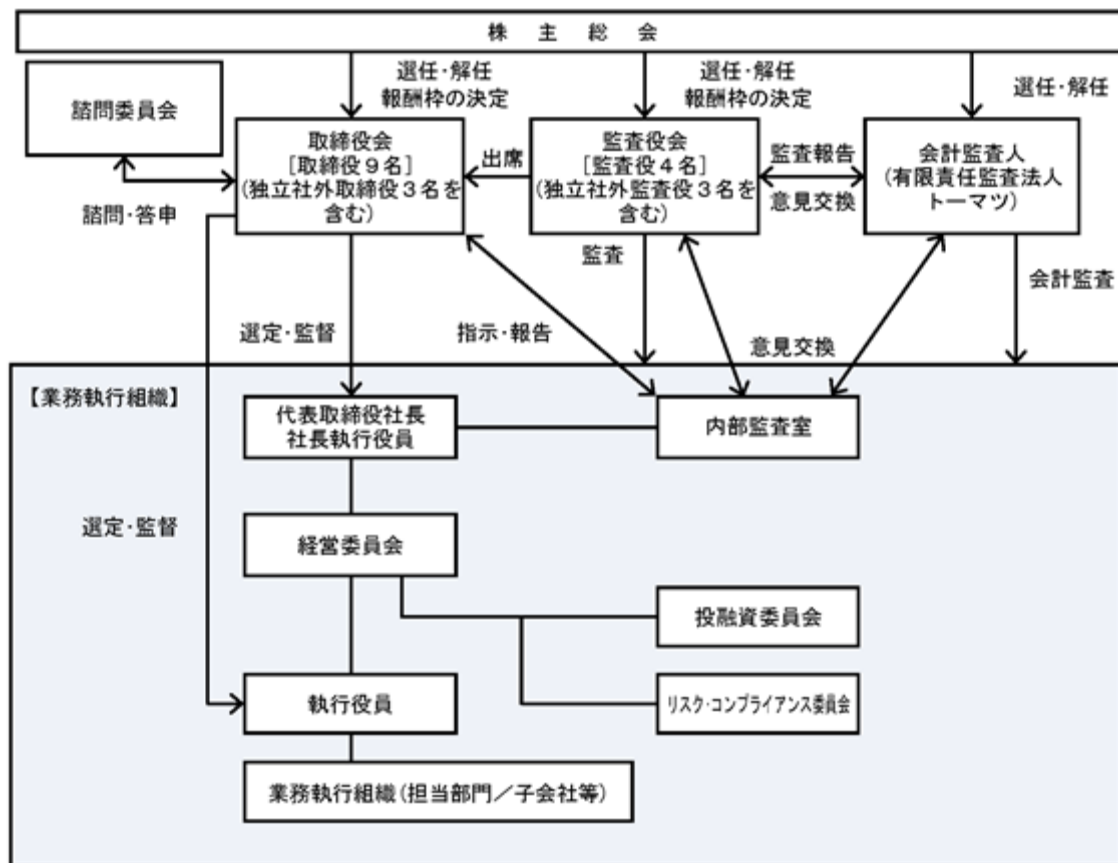 株主総会
選任・解任
報酬枠の決定
選任・解任
報酬枠の決定
選任・解任
諮問委員会
取締役会
[取締役9名]
(独立社外取締役3名を
含む)
出席
監査役会
[監査役4名]
(独立社外監査役3名を
含む)
監査報告
意見交換
会計監査人
(有限責任監査法人
トーマツ)
諮問・答申
監査
会計監査
選定・監督
指示・報告
意見交換
【業務執行組織】
代表取締役社長
社長執行役員
内部監査室
選定・監督
経営委員会
投融資委員会
執行役員
リスク・コンプライアンス委員会
業務執行組織(担当部門/子会社等)